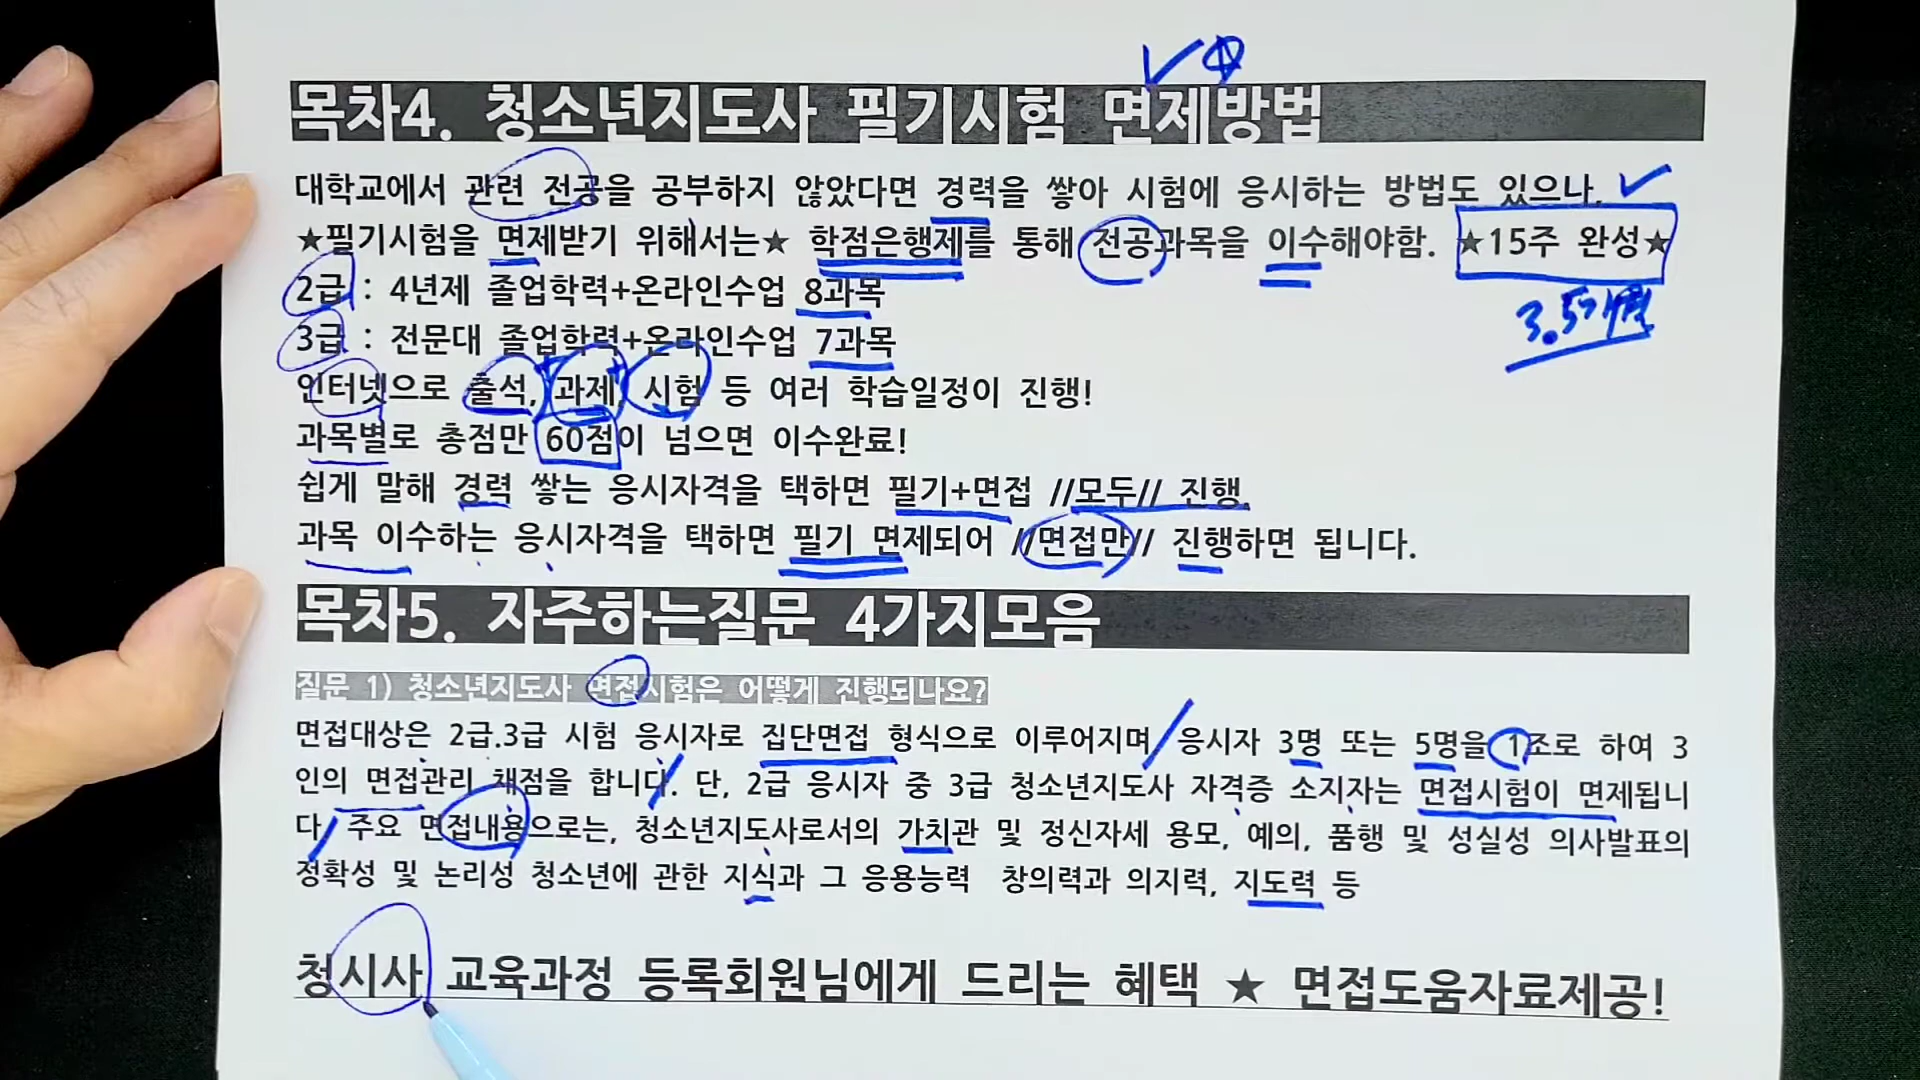 목차4. 청소년지도사 필기시험 면제방법
대학교에서 관련 전공을 공부하지 않았다면 경력을 쌓아 시험에 응시하는 방법도 있으나,
★필기시험을 면제받기 위해서는★ 학점은행제를 통해 전공과목을 이수해야함. ★15주 완성★
3.5개월
2급 : 4년제 졸업학력+온라인수업 8과목
3급 : 전문대 졸업학력+온라인수업 7과목
인터넷으로 출석, 과제, 시험 등 여러 학습일정이 진행!
과목별로 총점만 60점이 넘으면 이수완료!
쉽게 말해 경력 쌓는 응시자격을 택하면 필기+면접 //모두// 진행,
과목 이수하는 응시자격을 택하면 필기 면제되어 //면접만// 진행하면 됩니다.
목차5. 자주하는질문 4가지모음
질문 1) 청소년지도사 면접시험은 어떻게 진행되나요?
면접대상은 2급.3급 시험 응시자로 집단면접 형식으로 이루어지며 응시자 3명 또는 5명을 1조로 하여 3
인의 면접관리 채점을 합니다. 단, 2급 응시자 중 3급 청소년지도사 자격증 소지자는 면접시험이 면제됩니
다. 주요 면접내용으로는, 청소년지도사로서의 가치관 및 정신자세 용모, 예의, 품행 및 성실성 의사발표의
정확성 및 논리성 청소년에 관한 지식과 그 응용능력 창의력과 의지력, 지도력 등
청시사 교육과정 등록회원님에게 드리는 혜택 ★ 면접도움자료제공!